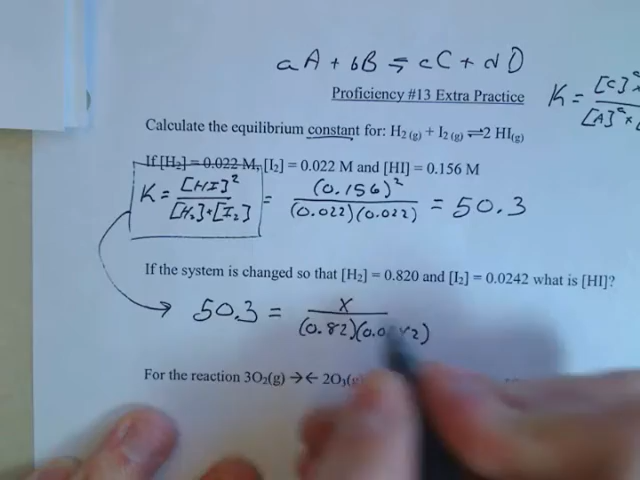 aA + bB ⇌ cC + dD
Proficiency #13 Extra Practice
K = [C]
[A]ᵃ ×
Calculate the equilibrium constant for: H₂ (g) + I₂ (g) ⇌ 2 HI(g)
If [H₂] = 0.022 M, [I₂] = 0.022 M and [HI] = 0.156 M
K = [HI]² / [H₂]•[I₂] = (0.156)² / (0.022)(0.022) = 50.3
If the system is changed so that [H₂] = 0.820 and [I₂] = 0.0242 what is [HI]?
50.3 = x / (0.82)
For the reaction 3O₂(g) →← 2O₃(g)